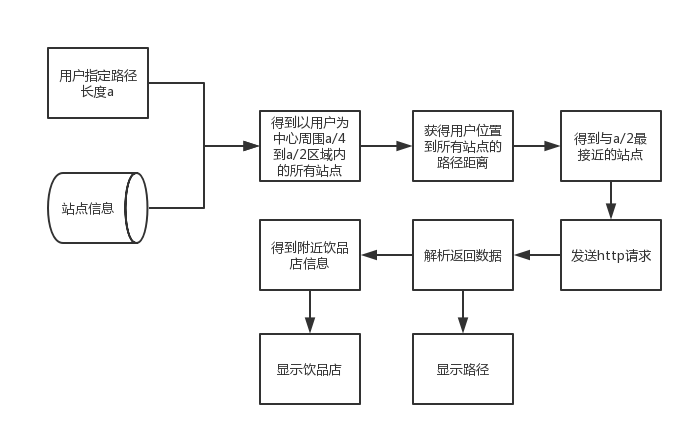 用户指定路径
长度a
站点信息
得到以用户为
中心周围a/4
到a/2区域内
的所有站点
获得用户位置
到所有站点的
路径距离
得到与a/2最
接近的站点
发送http请求
解析返回数据
得到附近饮品
店信息
显示饮品店
显示路径